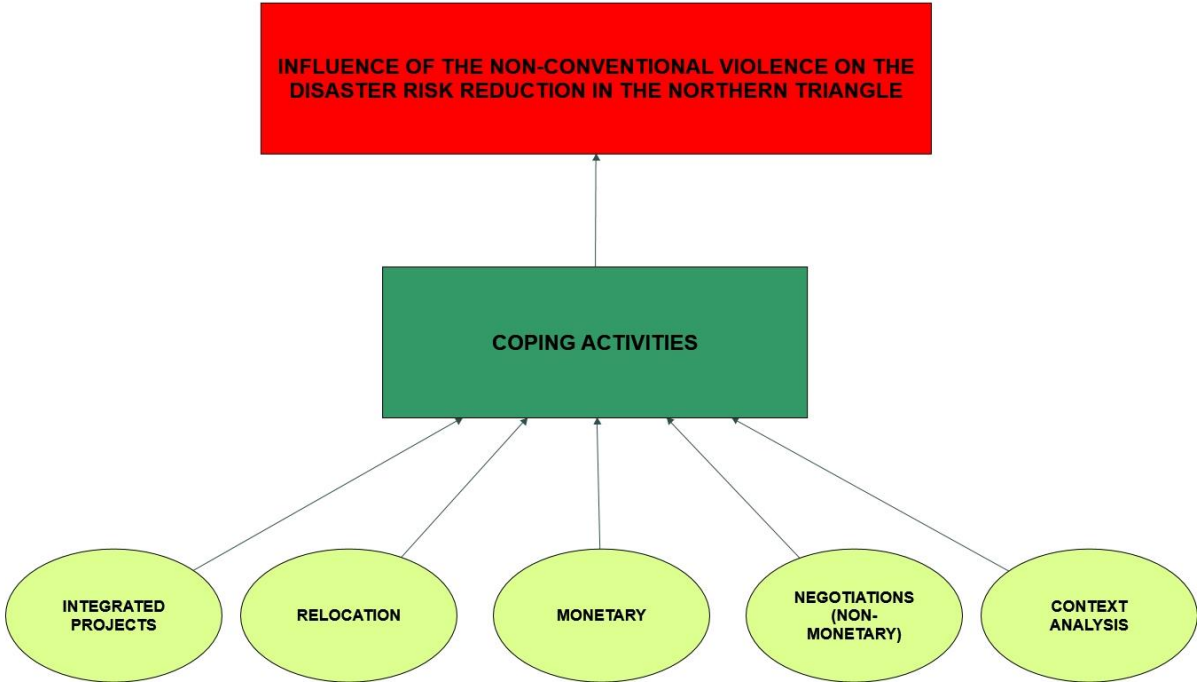 INFLUENCE OF THE NON-CONVENTIONAL VIOLENCE ON THE
DISASTER RISK REDUCTION IN THE NORTHERN TRIANGLE
COPING ACTIVITIES
INTEGRATED
PROJECTS
RELOCATION
MONETARY
NEGOTIATIONS
(NON-
MONETARY)
CONTEXT
ANALYSIS